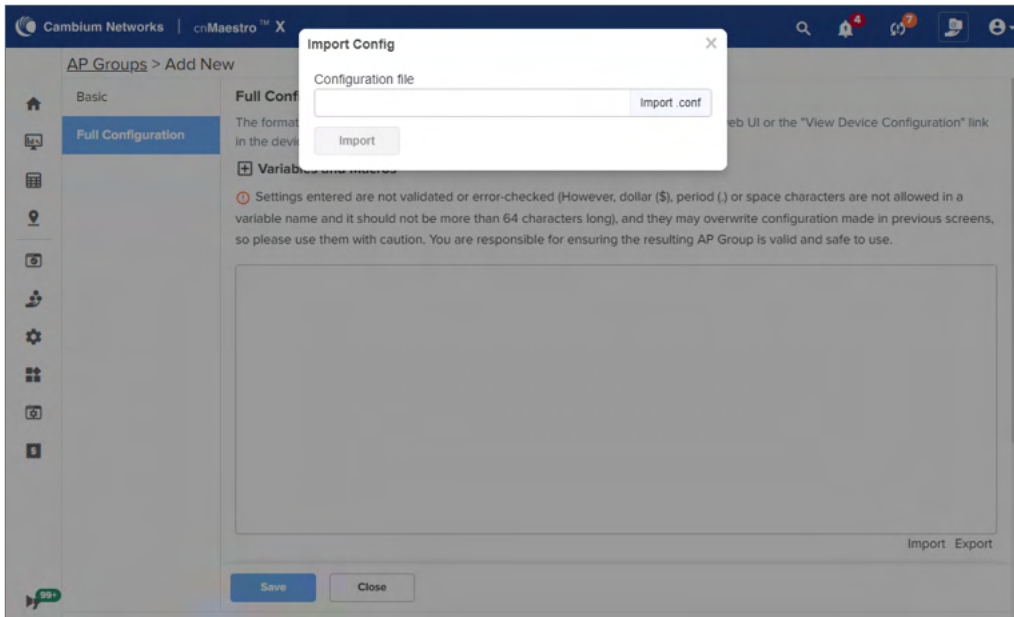 Cambium Networks | cnMaestro™ X
4
7
Import Config
AP Groups > Add New
Configuration file
Basic
Full Conf
Import .conf
The format
eb UI or the "View Device Configuration" link
Full Configuration
in the devic
Import
Variables and Macros
Settings entered are not validated or error-checked (However, dollar ($), period (.) or space characters are not allowed in a
variable name and it should not be more than 64 characters long), and they may overwrite configuration made in previous screens,
so please use them with caution. You are responsible for ensuring the resulting AP Group is valid and safe to use.
S
Import Export
Save
Close
99+